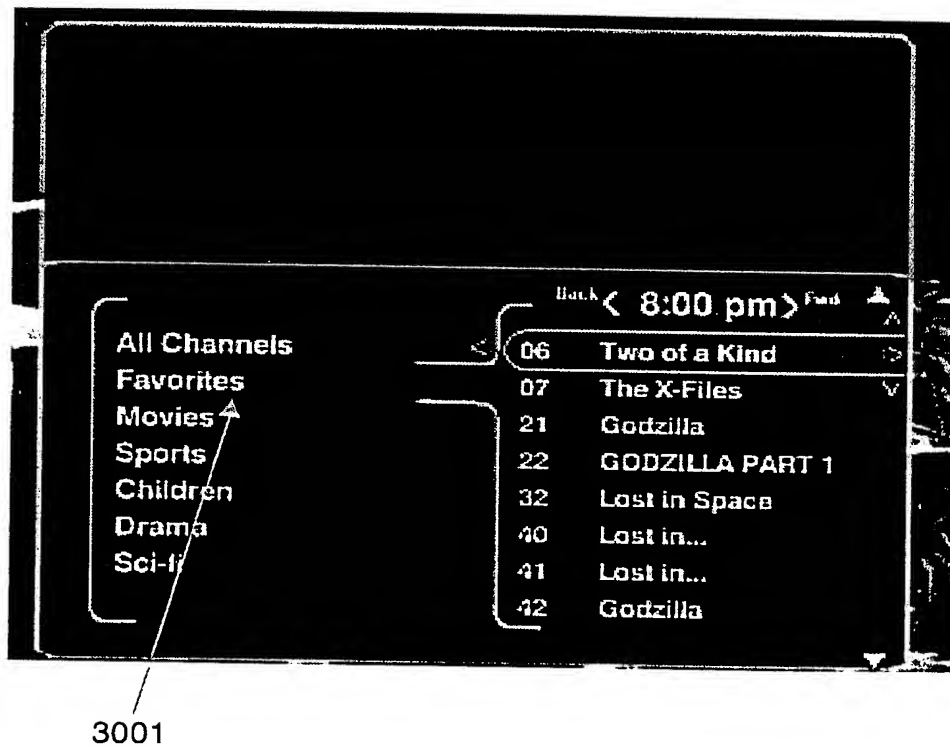 Back < 8:00 pm > Fwd
All Channels
Favorites
Movies
Sports
Children
Drama
Sci-fi
06 Two of a Kind
07 The X-Files
21 Godzilla
22 GODZILLA PART 1
32 Lost in Space
40 Lost in...
41 Lost in...
42 Godzilla
3001